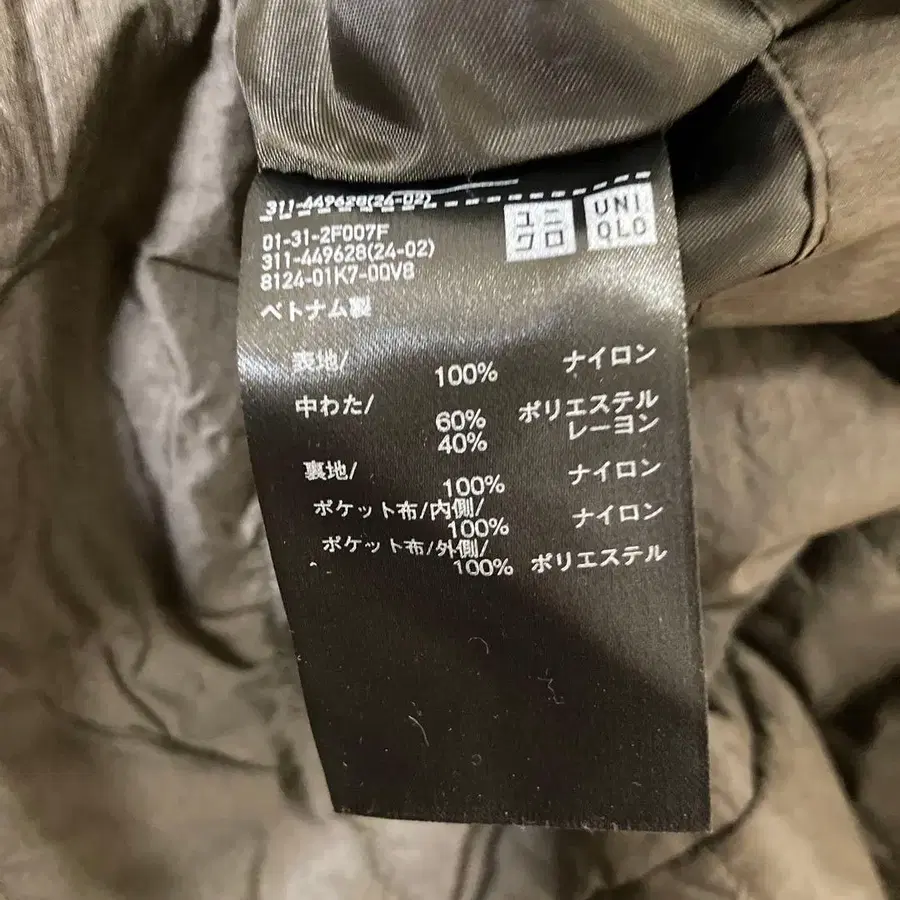 311-449628(24-02)
ユニ
クロ
UNI
QLO
01-31-2F007F
311-449628(24-02)
8124-01K7-00V8
ベトナム製
表地/
100% ナイロン
中わた/
60% ポリエステル
40% レーヨン
裏地/
100% ナイロン
ポケット布/内側/
100% ナイロン
ポケット布/外側/
100% ポリエステル